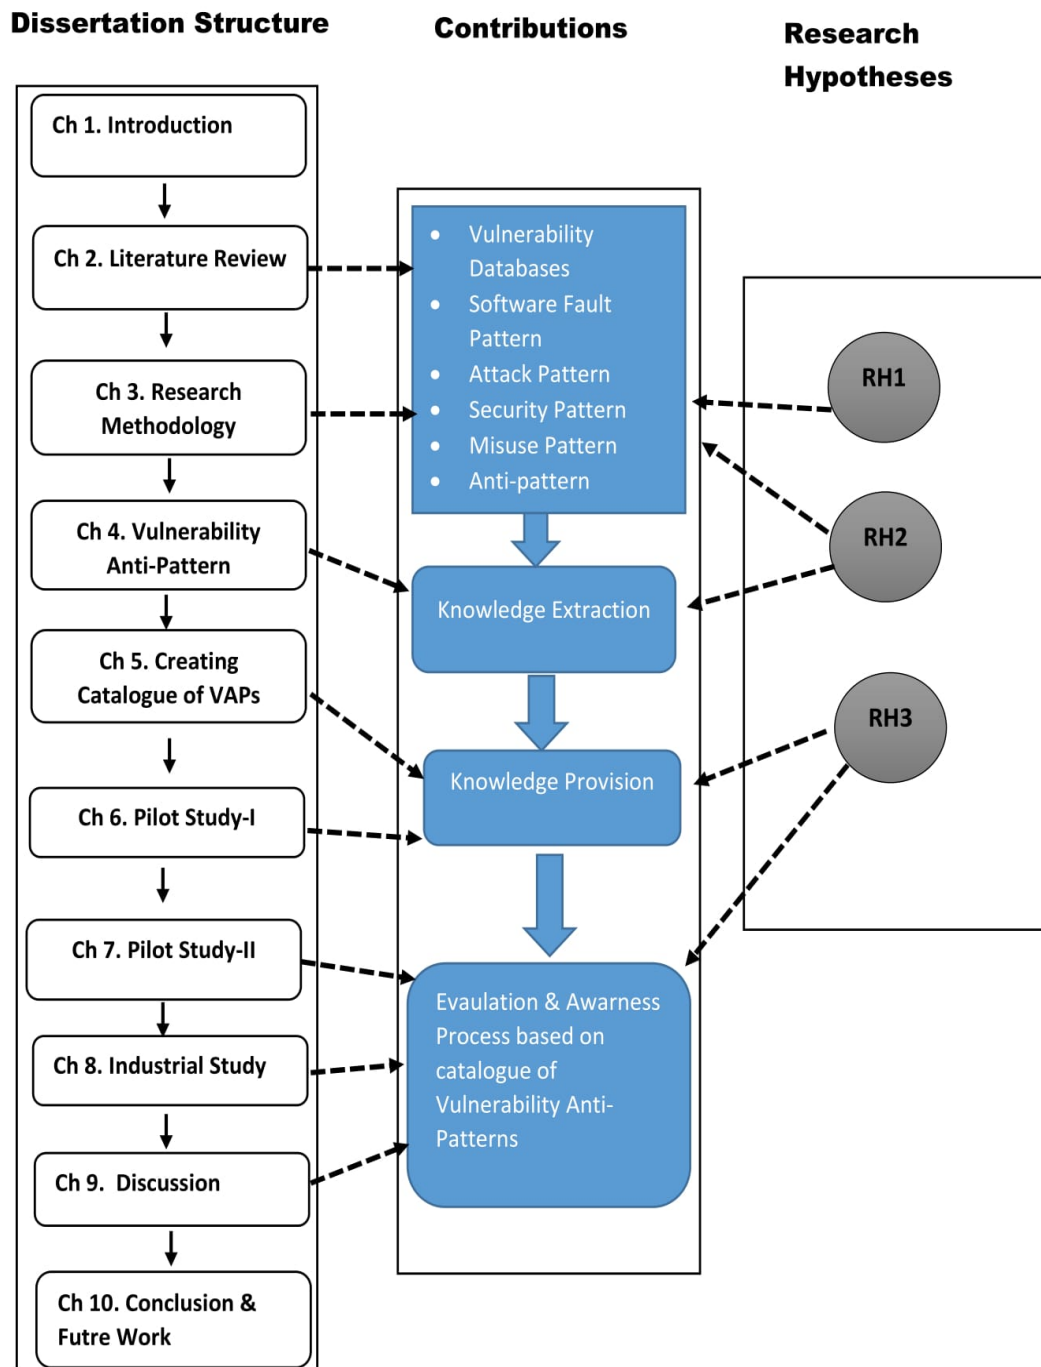 Dissertation Structure
Contributions
Research
Hypotheses
Ch 1. Introduction
Ch 2. Literature Review
Ch 3. Research
Methodology
Ch 4. Vulnerability
Anti-Pattern
Ch 5. Creating
Catalogue of VAPs
Ch 6. Pilot Study-I
Ch 7. Pilot Study-II
Ch 8. Industrial Study
Ch 9. Discussion
Ch 10. Conclusion &
Futre Work
• Vulnerability
Databases
• Software Fault
Pattern
• Attack Pattern
• Security Pattern
• Misuse Pattern
• Anti-pattern
Knowledge Extraction
Knowledge Provision
Evaulation & Awarness
Process based on
catalogue of
Vulnerability Anti-
Patterns
RH1
RH2
RH3